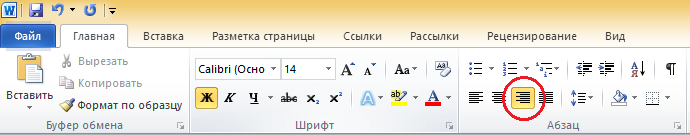 W
Файл Главная Вставка Разметка страницы Ссылки Рассылки Рецензирование Вид
Вставить
Вырезать
Копировать
Формат по образцу
Буфер обмена
Calibri (Осно 14 А А Aa
Ж К Ч abc x₂ x² A А
Шрифт
Абзац